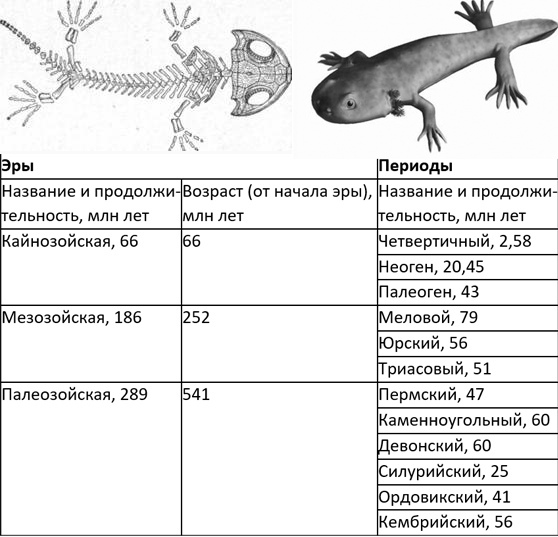 Эры
Периоды
Название и продолжи-
тельность, млн лет
Возраст (от начала эры),
млн лет
Название и продолжи-
тельность, млн лет
Кайнозойская, 66
66
Четвертичный, 2,58
Неоген, 20,45
Палеоген, 43
Мезозойская, 186
252
Меловой, 79
Юрский, 56
Триасовый, 51
Палеозойская, 289
541
Пермский, 47
Каменноугольный, 60
Девонский, 60
Силурийский, 25
Ордовикский, 41
Кембрийский, 56